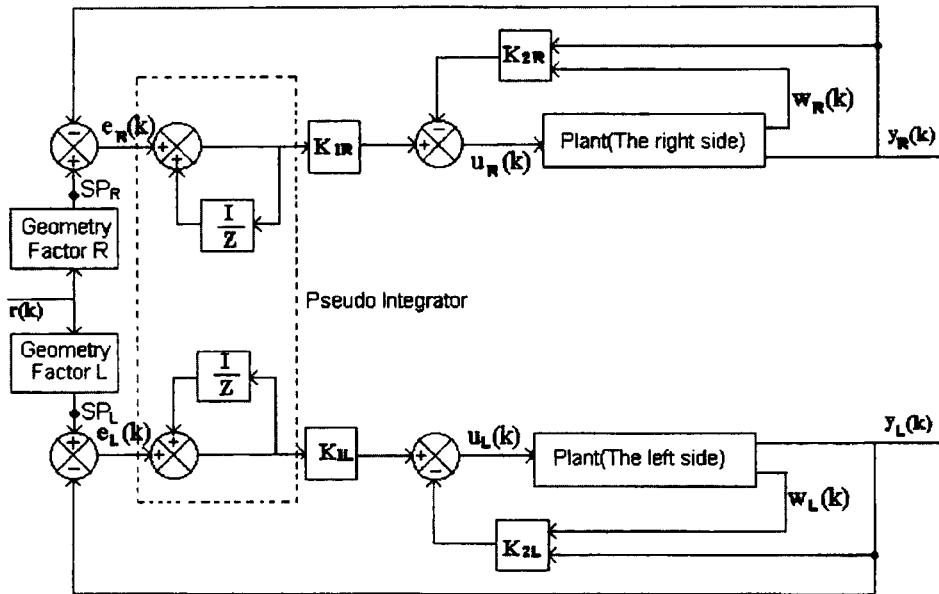 K2R
wR(k)
yR(k)
eR(k)
K1R
Plant(The right side)
uR(k)
SPR
Geometry
Factor R
I
Z
r(k)
Pseudo Integrator
Geometry
Factor L
I
Z
SPL
eL(k)
K1L
uL(k)
Plant(The left side)
yL(k)
wL(k)
K2L